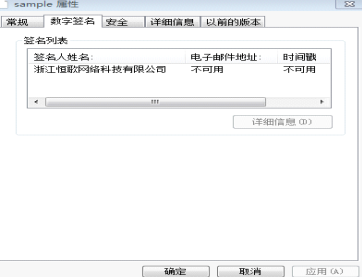 sample 属性
常规 数字签名 安全 详细信息 以前的版本
签名列表
签名人姓名: 电子邮件地址: 时间戳
浙江恒歌网络科技有限公司 不可用 不可用
详细信息(D)
确定 取消 应用(A)